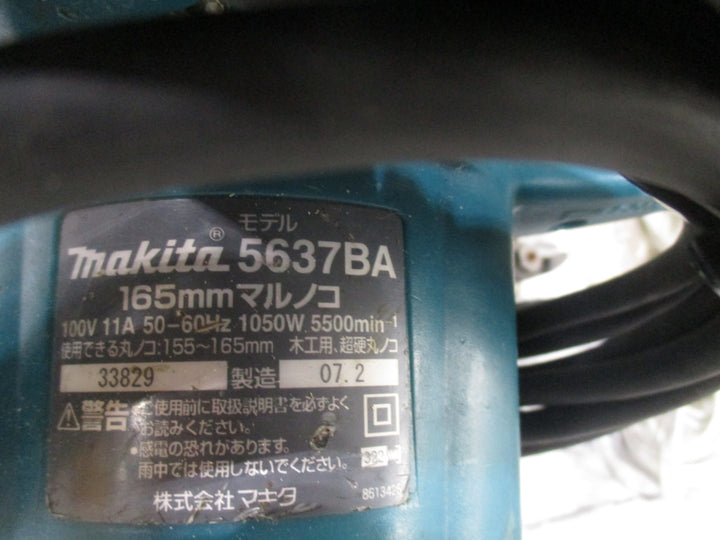 モデル
makita® 5637BA
165mmマルノコ
100V 11A 50-60Hz 1050W 5500min⁻¹
使用できる丸ノコ:155~165mm 木工用、超硬丸ノコ
33829 製造 07.2
⚠警告 •ご使用前に取扱説明書を必ずよく
お読みください。
•感電の恐れがあります。
雨中では使用しないでください。
株式会社マキタ